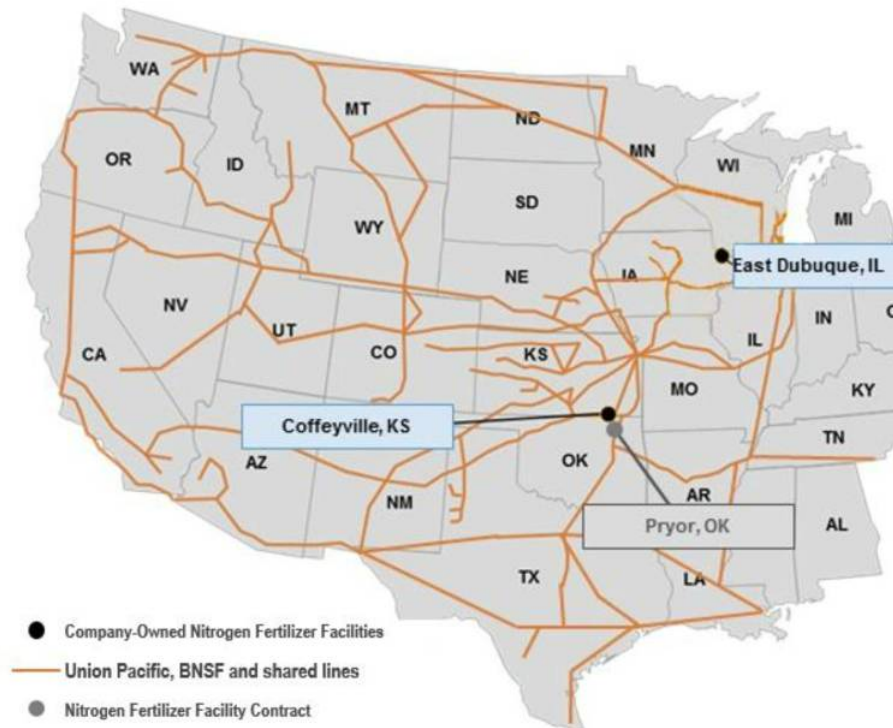 WA
MT
ND
MN
OR
ID
WI
SD
MI
WY
East Dubuque, IL
NE
IA
NV
UT
IL
IN
CA
CO
KS
MO
KY
Coffeyville, KS
TN
AZ
OK
NM
AR
Pryor, OK
AL
TX
LA
Company-Owned Nitrogen Fertilizer Facilities
Union Pacific, BNSF and shared lines
Nitrogen Fertilizer Facility Contract